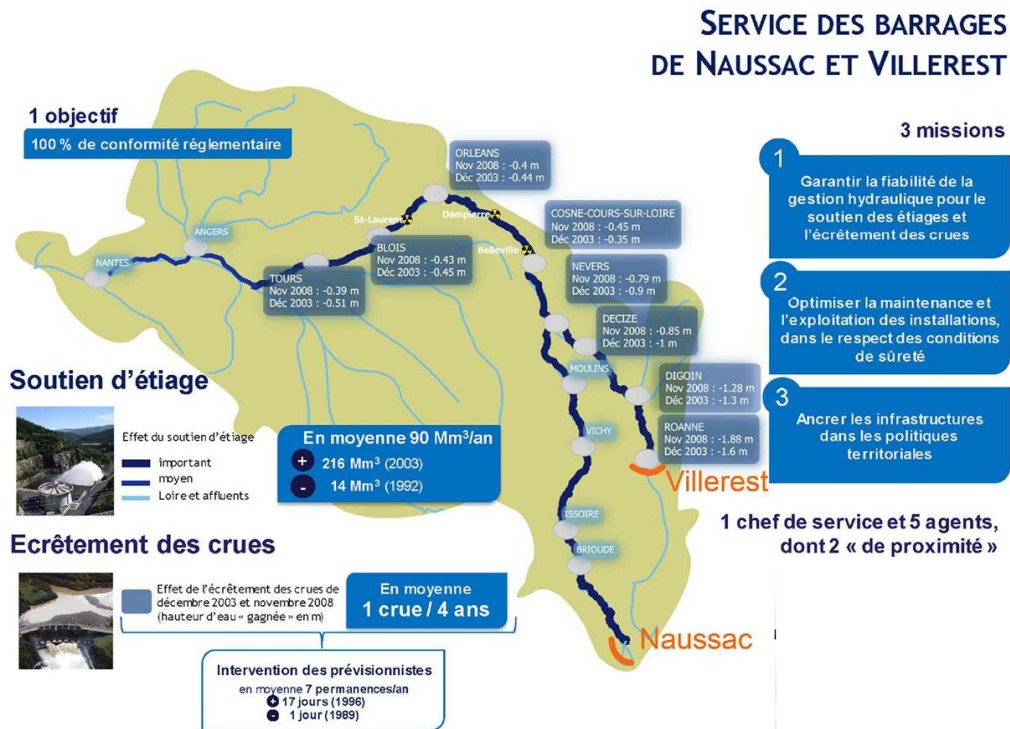 SERVICE DES BARRAGES
DE NAUSSAC ET VILLEREST
1 objectif
100 % de conformité réglementaire
3 missions
1
Garantir la fiabilité de la
gestion hydraulique pour le
soutien des étiages et
l'écrêtement des crues
2
Optimiser la maintenance et
l'exploitation des installations,
dans le respect des conditions
de sûreté
3
Ancrer les infrastructures
dans les politiques
territoriales
1 chef de service et 5 agents,
dont 2 « de proximité »
ORLEANS
Nov 2008 : -0.4 m
Déc 2003 : -0.44 m
St-Laurent
Dampierre
Belleville
COSNE-COURS-SUR-LOIRE
Nov 2008 : -0.45 m
Déc 2003 : -0.35 m
ANGERS
NANTES
BLOIS
Nov 2008 : -0.43 m
Déc 2003 : -0.45 m
TOURS
Nov 2008 : -0.39 m
Déc 2003 : -0.51 m
NEVERS
Nov 2008 : -0.79 m
Déc 2003 : -0.9 m
DECIZE
Nov 2008 : -0.85 m
Déc 2003 : -1 m
MOULINS
DIGOIN
Nov 2008 : -1.28 m
Déc 2003 : -1.3 m
VICHY
ROANNE
Nov 2008 : -1.88 m
Déc 2003 : -1.6 m
Villerest
ISSOIRE
BRIOUDE
Naussac
Soutien d'étiage
Effet du soutien d'étiage
important
moyen
Loire et affluents
En moyenne 90 Mm³/an
+ 216 Mm³ (2003)
- 14 Mm³ (1992)
Ecrêtement des crues
Effet de l'écrêtement des crues de
décembre 2003 et novembre 2008
(hauteur d'eau « gagnée » en m)
En moyenne
1 crue / 4 ans
Intervention des prévisionnistes
en moyenne 7 permanences/an
+ 17 jours (1996)
- 1 jour (1989)